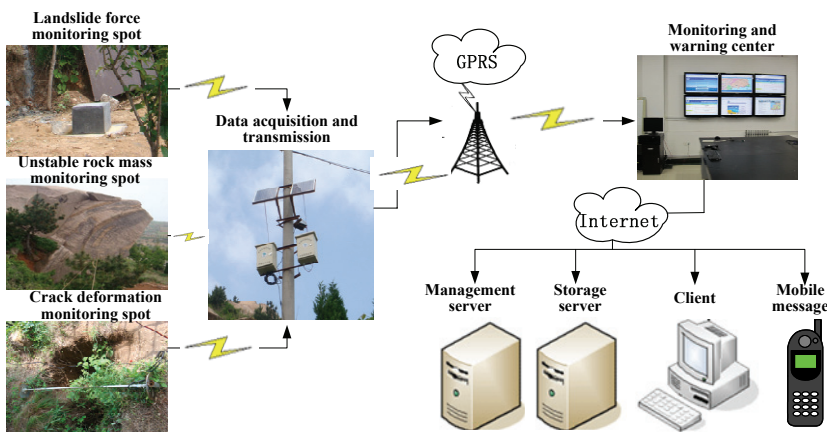 Landslide force
monitoring spot
Unstable rock mass
monitoring spot
Crack deformation
monitoring spot
Data acquisition and
transmission
GPRS
Monitoring and
warning center
Internet
Management
server
Storage
server
Client
Mobile
message